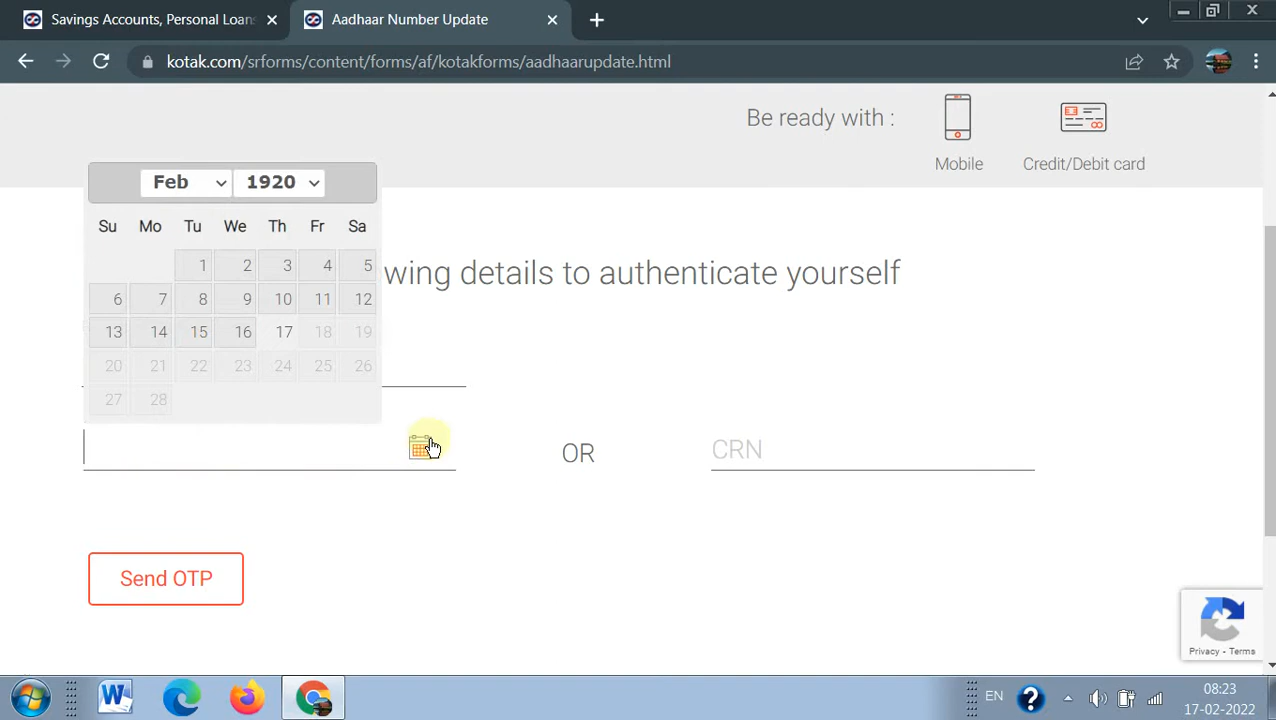 Savings Accounts, Personal Loans
Aadhaar Number Update
kotak.com/srforms/content/forms/af/kotakforms/aadhaarupdate.html
Be ready with :
Mobile
Credit/Debit card
Feb 1920
Su Mo Tu We Th Fr Sa
1 2 3 4 5
6 7 8 9 10 11 12
13 14 15 16 17 18 19
20 21 22 23 24 25 26
27 28
wing details to authenticate yourself
OR
CRN
Send OTP
Privacy - Terms
EN
08:23
17-02-2022